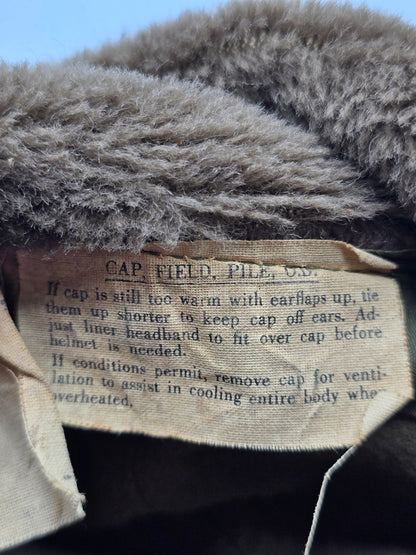 CAP, FIELD, PILE, O.D.
If cap is still too warm with earflaps up, tie
them up shorter to keep cap off ears. Ad-
just liner headband to fit over cap before
helmet is needed.
If conditions permit, remove cap for venti-
lation to assist in cooling entire body whe
overheated.